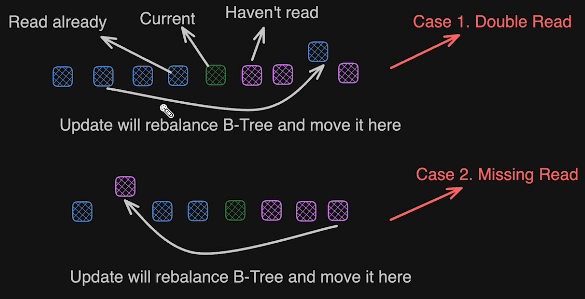 Read already
Current
Haven't read
Case 1. Double Read
Update will rebalance B-Tree and move it here
Case 2. Missing Read
Update will rebalance B-Tree and move it here